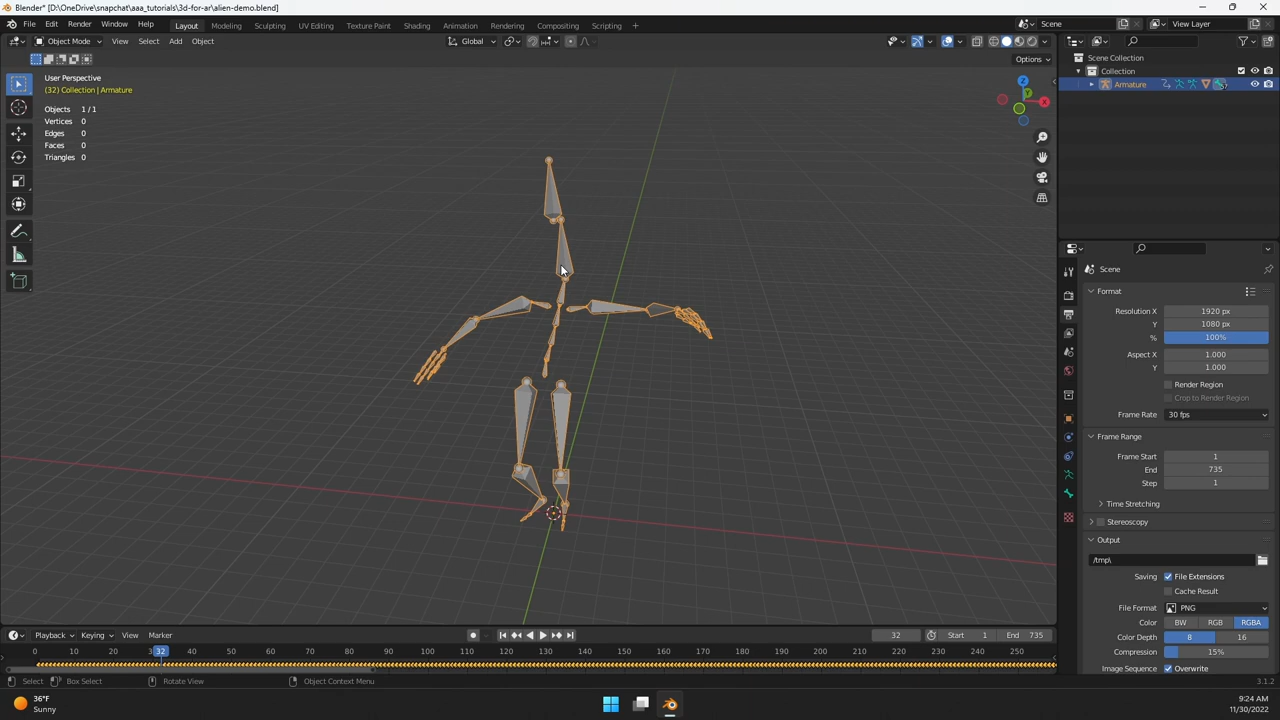 Blender* [D:\OneDrive\snapchat\aaa_tutorials\3d-for-ar\alien-demo.blend]
File Edit Render Window Help Layout Modeling Sculpting UV Editing Texture Paint Shading Animation Rendering Compositing Scripting + Scene View Layer
Object Mode View Select Add Object Global
Options
User Perspective
(32) Collection | Armature
Objects 1 / 1
Vertices 0
Edges 0
Faces 0
Triangles 0
Z
Y
X
Scene Collection
Collection
Armature
Scene
Format
Resolution X 1920 px
Y 1080 px
% 100%
Aspect X 1.000
Y 1.000
Render Region
Crop to Render Region
Frame Rate 30 fps
Frame Range
Frame Start 1
End 735
Step 1
Time Stretching
Stereoscopy
Output
/tmp\
Saving File Extensions
Cache Result
File Format PNG
Color BW RGB RGBA
Color Depth 8 16
Compression 15%
Image Sequence Overwrite
Playback Keying View Marker 32 Start 1 End 735
0 10 20 3 32 40 50 60 70 80 90 100 110 120 130 140 150 160 170 180 190 200 210 220 230 240 250
Select Box Select Rotate View Object Context Menu 3.1.2
36°F
Sunny
9:24 AM
11/30/2022